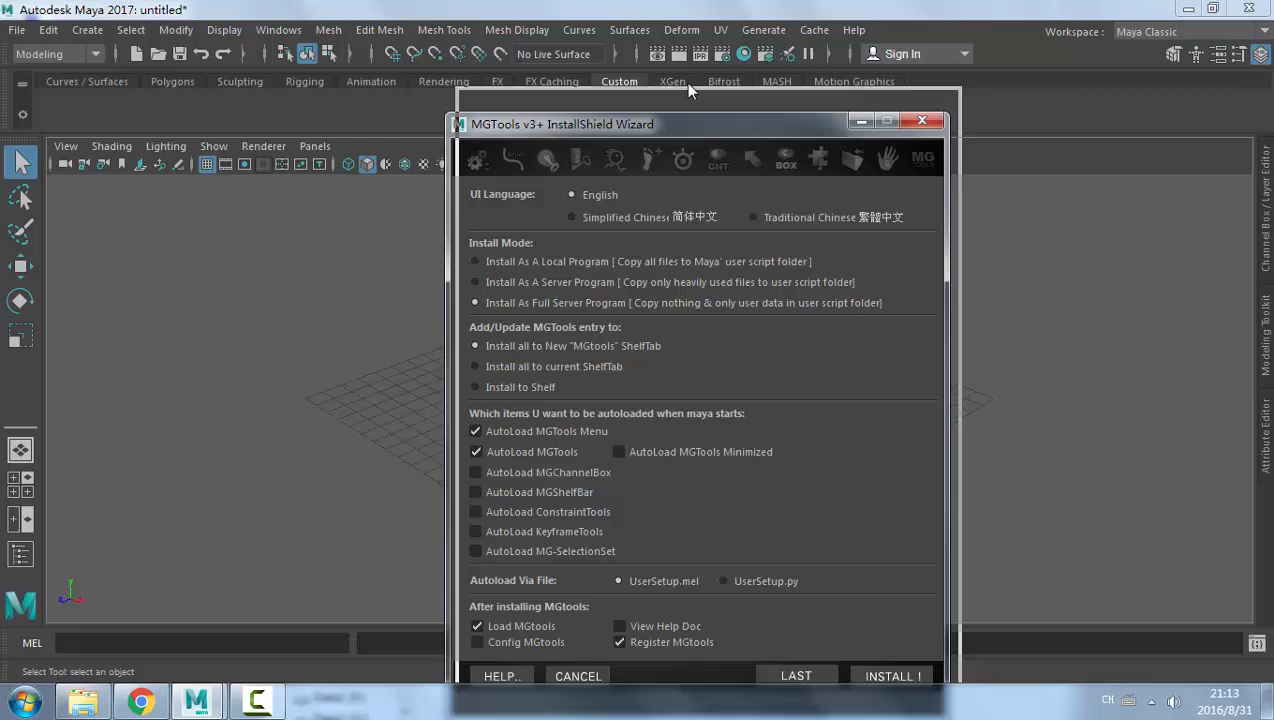 Autodesk Maya 2017: untitled*
File Edit Create Select Modify Display Windows Mesh Edit Mesh Mesh Tools Mesh Display Curves Surfaces Deform UV Generate Cache Help Workspace : Maya Classic
Modeling No Live Surface Sign In
Curves / Surfaces Polygons Sculpting Rigging Animation Rendering FX FX Caching Custom XGen Bifrost MASH Motion Graphics
MGTools v3+ InstallShield Wizard
View Shading Lighting Show Renderer Panels
CNT BOX MG TOOLS
UI Language: English
Simplified Chinese 简体中文 Traditional Chinese 繁體中文
Install Mode:
Install As A Local Program [ Copy all files to Maya' user script folder ]
Install As A Server Program [ Copy only heavily used files to user script folder]
Install As Full Server Program [ Copy nothing & only user data in user script folder]
Add/Update MGTools entry to:
Install all to New "MGtools" ShelfTab
Install all to current ShelfTab
Install to Shelf
Which items U want to be autoloaded when maya starts:
AutoLoad MGTools Menu
AutoLoad MGTools AutoLoad MGTools Minimized
AutoLoad MGChannelBox
AutoLoad MGShelfBar
AutoLoad ConstraintTools
AutoLoad KeyframeTools
AutoLoad MG-SelectionSet
Autoload Via File: UserSetup.mel UserSetup.py
After installing MGtools:
Load MGtools View Help Doc
Config MGtools Register MGtools
HELP.. CANCEL LAST INSTALL !
Channel Box / Layer Editor
Modeling Toolkit
Attribute Editor
MEL
Select Tool: select an object
CH 21:13
2016/8/31